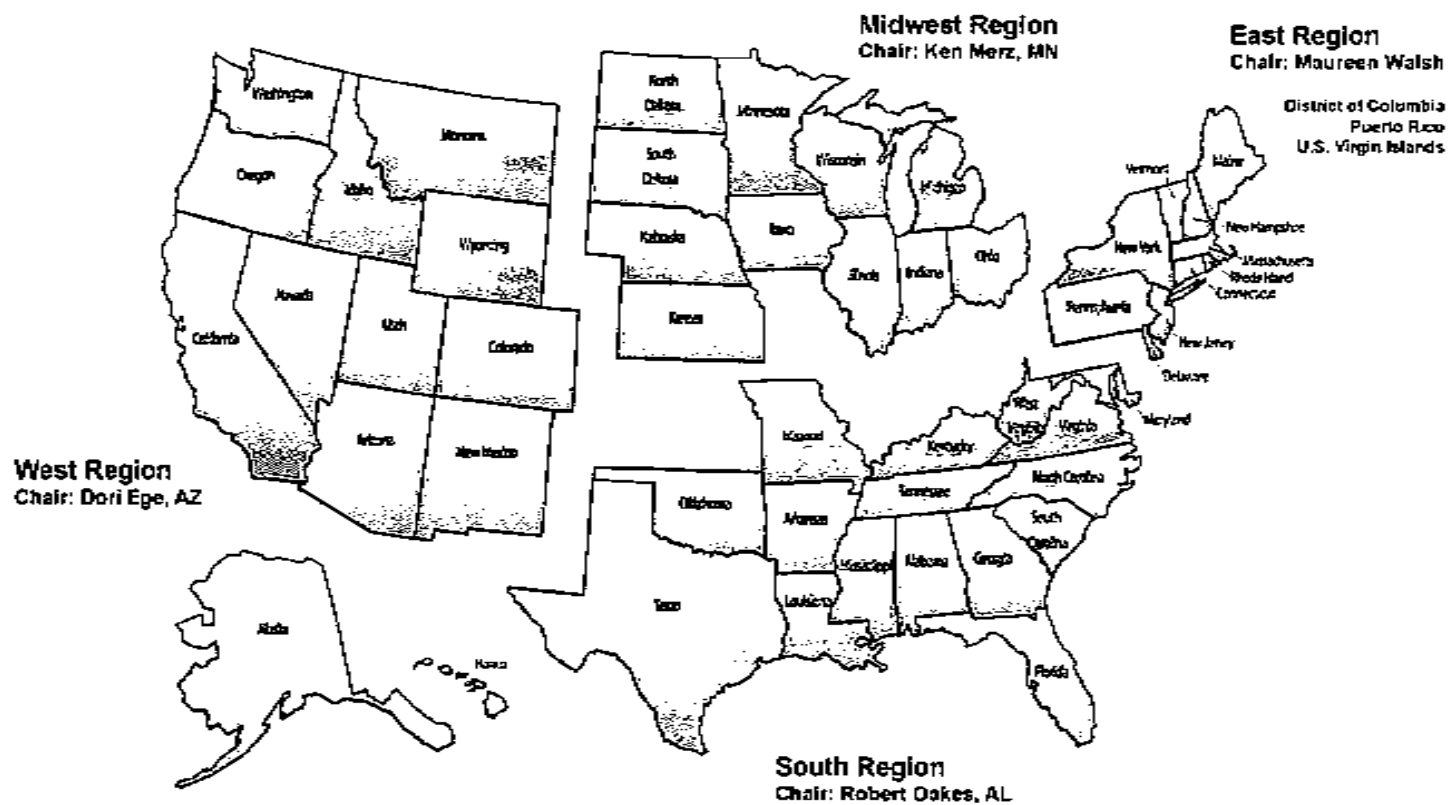 Midwest Region
Chair: Ken Merz, MN
East Region
Chair: Maureen Walsh
District of Columbia
Puerto Rico
U.S. Virgin Islands
Washington
Montana
North
Dakota
Minnesota
Wisconsin
Vermont
Maine
Oregon
Idaho
South
Dakota
Michigan
Wyoming
Nebraska
Iowa
New York
New Hampshire
Massachusetts
Rhode Island
Connecticut
Nevada
Utah
Colorado
Kansas
Illinois
Indiana
Ohio
Pennsylvania
New Jersey
Delaware
California
Maryland
West Region
Chair: Dori Ege, AZ
Arizona
New Mexico
Missouri
Kentucky
West
Virginia
Virginia
Oklahoma
Arkansas
Tennessee
North Carolina
South
Carolina
Mississippi
Alabama
Georgia
Texas
Louisiana
Florida
Alaska
Hawaii
South Region
Chair: Robert Oakes, AL